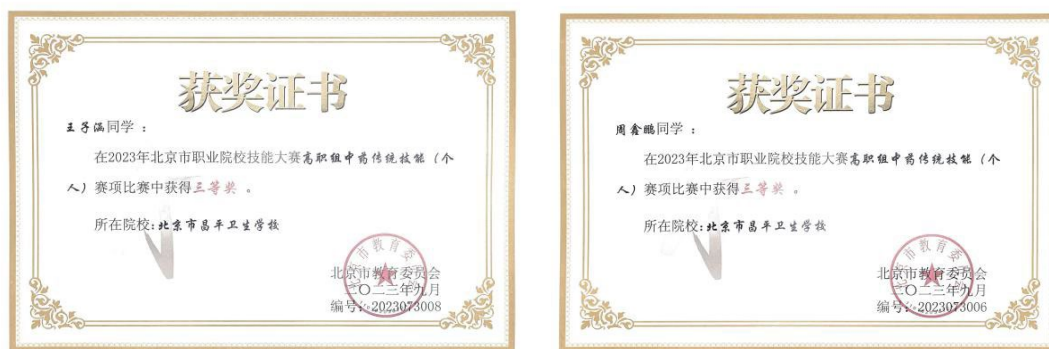 获奖证书
王子涵同学：
在2023年北京市职业院校技能大赛高职组中药传统技能（个
人）赛项比赛中获得三等奖。
所在院校:北京市昌平卫生学校
北京市教育委员会
二〇二三年九月
编号：2023073008
获奖证书
周鑫鹏同学：
在2023年北京市职业院校技能大赛高职组中药传统技能（个
人）赛项比赛中获得三等奖。
所在院校:北京市昌平卫生学校
北京市教育委员会
二〇二三年九月
编号：2023073006